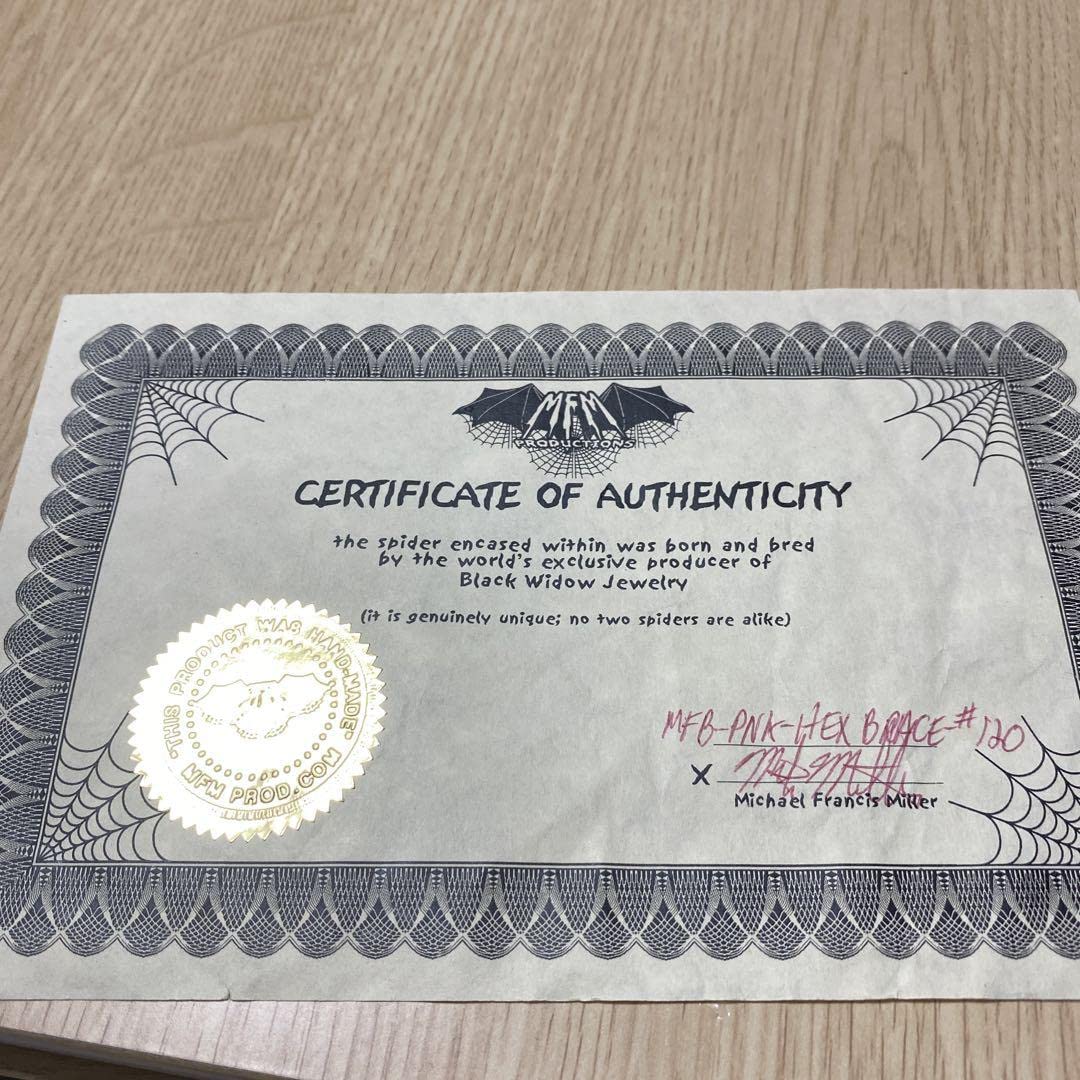 MFM
PRODUCTIONS
CERTIFICATE OF AUTHENTICITY
the spider encased within was born and bred
by the world's exclusive producer of
Black Widow Jewelry
(it is genuinely unique; no two spiders are alike)
"THIS PRODUCT WAS HAND-MADE"
MFM
MFM PROD.COM
MFB-PNK-HEX BRACE-#120
X
Michael Francis Miller